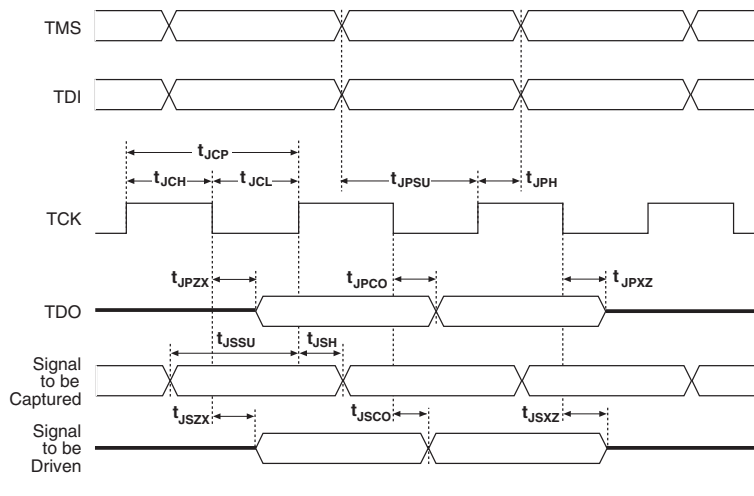 TMS
TDI
tJCP
tJCH
tJCL
tJPSU
tJPH
TCK
tJPZX
tJPCO
tJPXZ
TDO
tJSSU
tJSH
Signal
to be
Captured
tJSZX
tJSCO
tJSXZ
Signal
to be
Driven